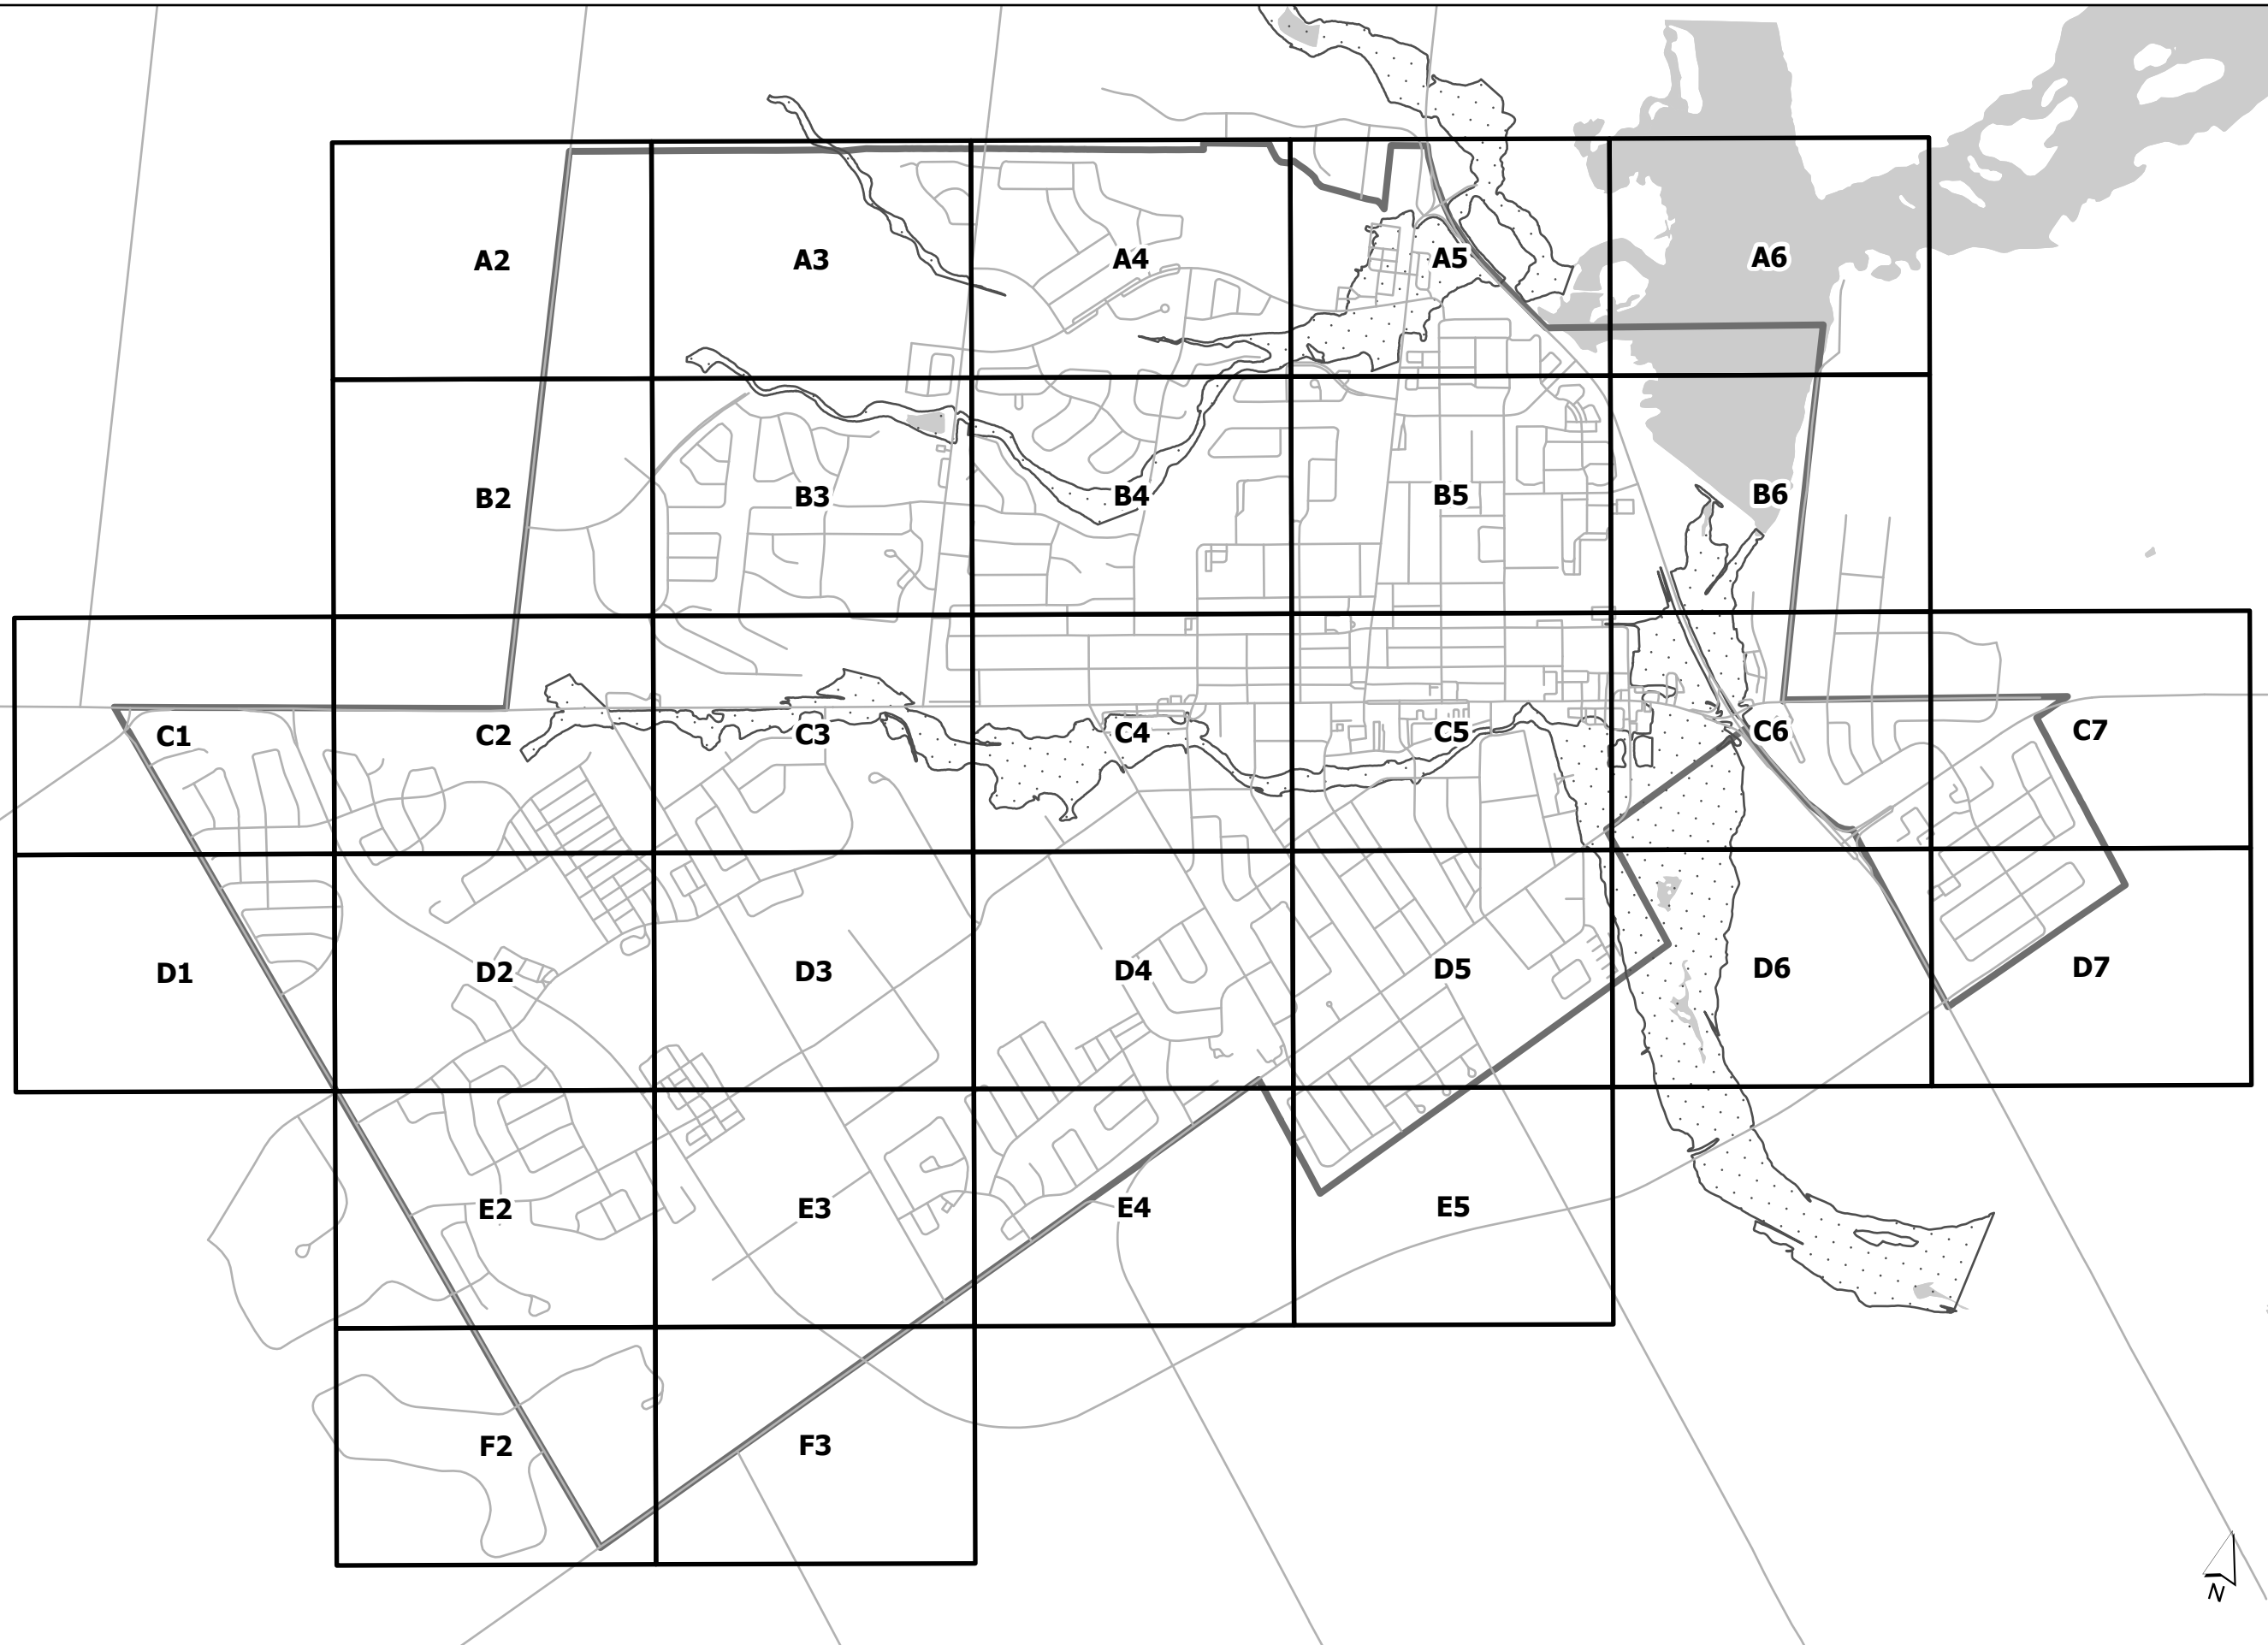 A2 A3 A4 A5 A6
B2 B3 B4 B5 B6
C1 C2 C3 C4 C5 C6 C7
D1 D2 D3 D4 D5 D6 D7
E2 E3 E4 E5
F2 F3
N